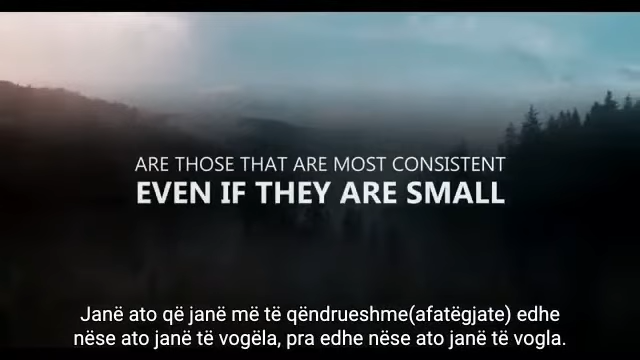 ARE THOSE THAT ARE MOST CONSISTENT
EVEN IF THEY ARE SMALL
Janë ato që janë më të qëndrueshme(afatëgjate) edhe
nëse ato janë të vogëla, pra edhe nëse ato janë të vogla.